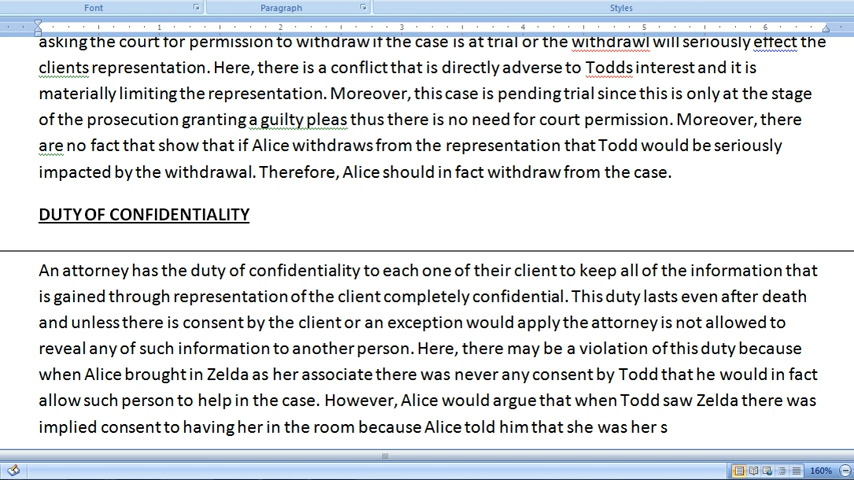 Font Paragraph Styles
1 2 3 4 5 6
asking the court for permission to withdraw if the case is at trial or the withdrawl will seriously effect the
clients representation. Here, there is a conflict that is directly adverse to Todds interest and it is
materially limiting the representation. Moreover, this case is pending trial since this is only at the stage
of the prosecution granting a guilty pleas thus there is no need for court permission. Moreover, there
are no fact that show that if Alice withdraws from the representation that Todd would be seriously
impacted by the withdrawal. Therefore, Alice should in fact withdraw from the case.
DUTY OF CONFIDENTIALITY
An attorney has the duty of confidentiality to each one of their client to keep all of the information that
is gained through representation of the client completely confidential. This duty lasts even after death
and unless there is consent by the client or an exception would apply the attorney is not allowed to
reveal any of such information to another person. Here, there may be a violation of this duty because
when Alice brought in Zelda as her associate there was never any consent by Todd that he would in fact
allow such person to help in the case. However, Alice would argue that when Todd saw Zelda there was
implied consent to having her in the room because Alice told him that she was her s
160%